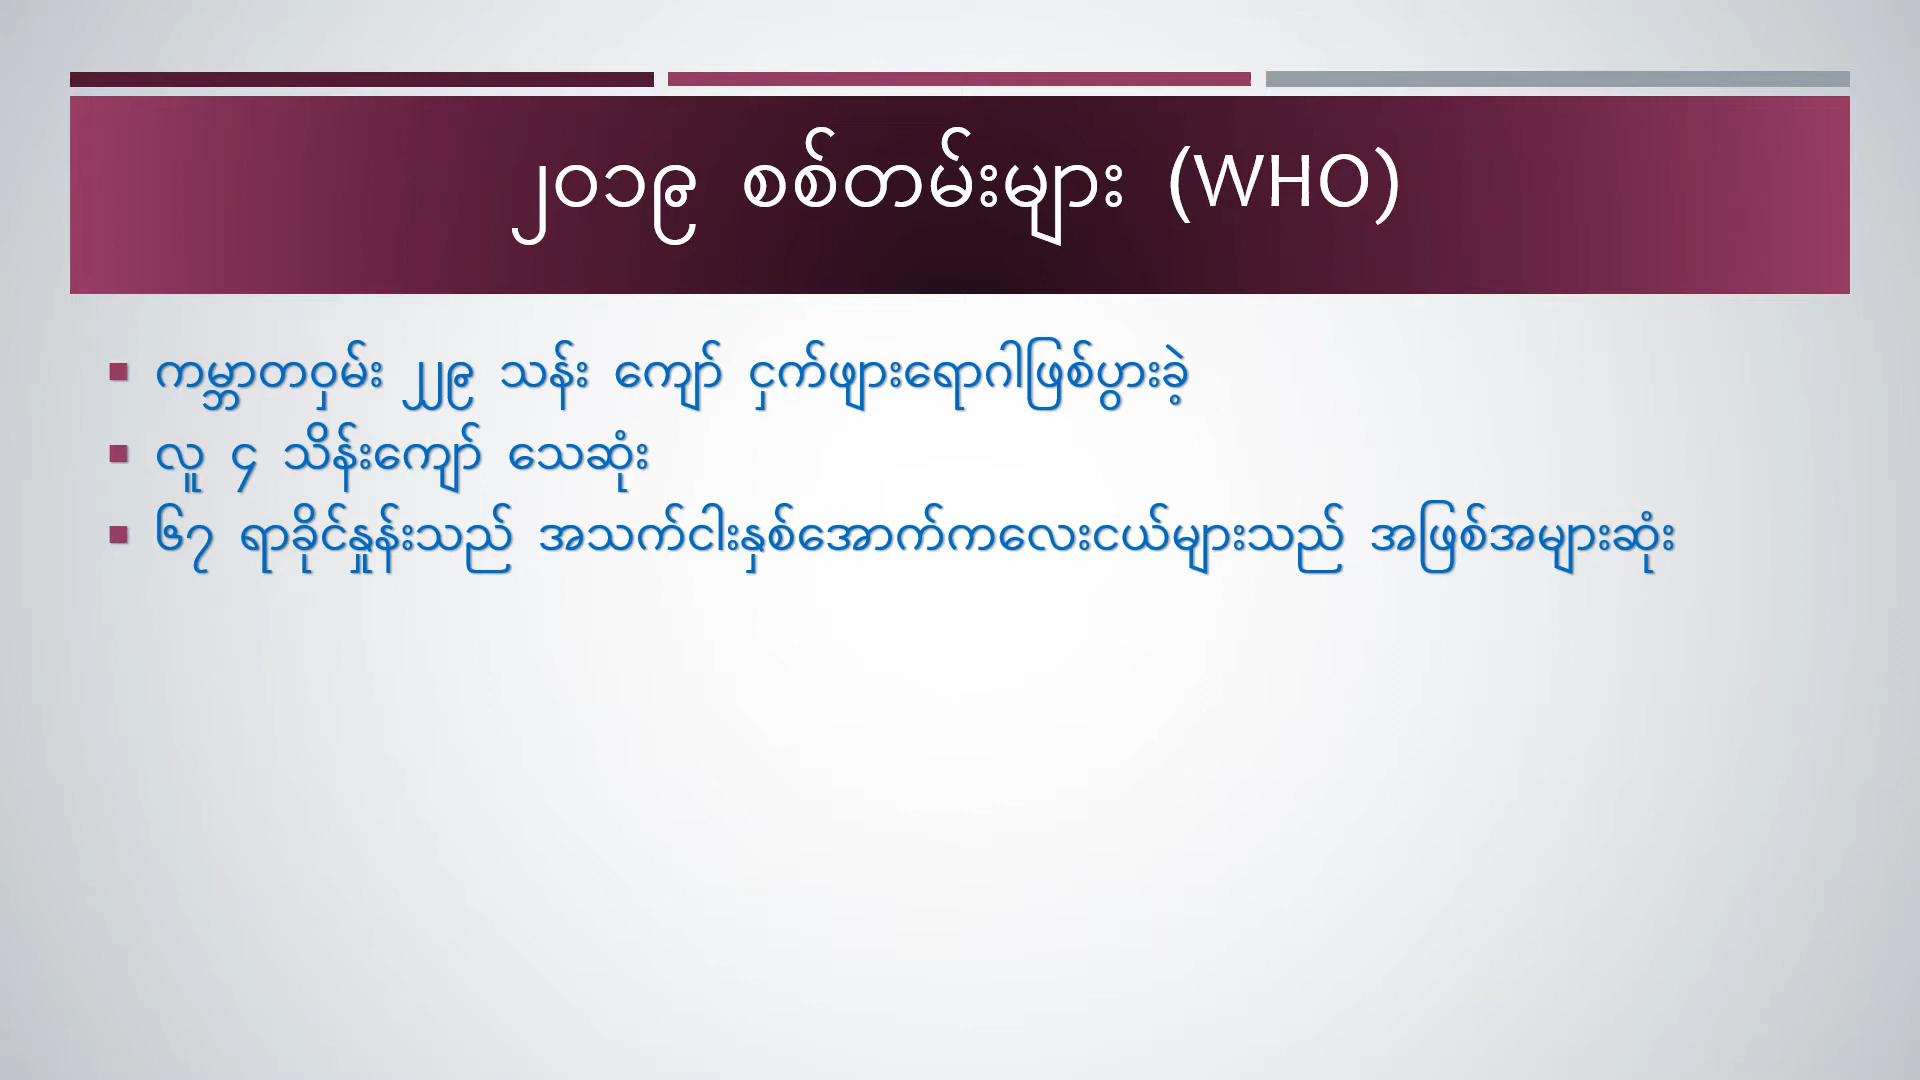 ၂၀၁၉ စစ်တမ်းများ (WHO)
ကမ္ဘာတဝှမ်း ၂၂၉ သန်း ကျော် ငှက်ဖျားရောဂါဖြစ်ပွားခဲ့
လူ ၄ သိန်းကျော် သေဆုံး
၆၇ ရာခိုင်နှုန်းသည် အသက်ငါးနှစ်အောက်ကလေးငယ်များသည် အဖြစ်အများဆုံး